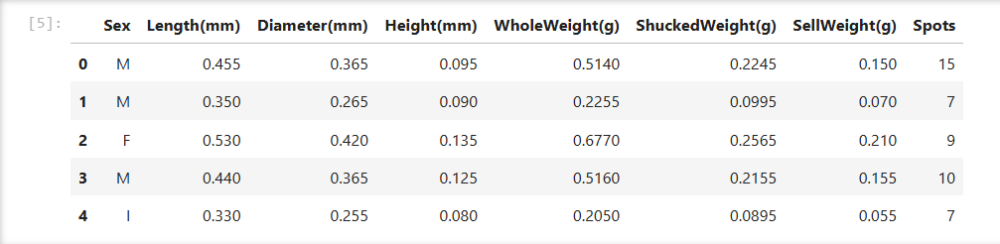 [5]:
Sex Length(mm) Diameter(mm) Height(mm) WholeWeight(g) ShuckedWeight(g) SellWeight(g) Spots
0 M 0.455 0.365 0.095 0.5140 0.2245 0.150 15
1 M 0.350 0.265 0.090 0.2255 0.0995 0.070 7
2 F 0.530 0.420 0.135 0.6770 0.2565 0.210 9
3 M 0.440 0.365 0.125 0.5160 0.2155 0.155 10
4 I 0.330 0.255 0.080 0.2050 0.0895 0.055 7